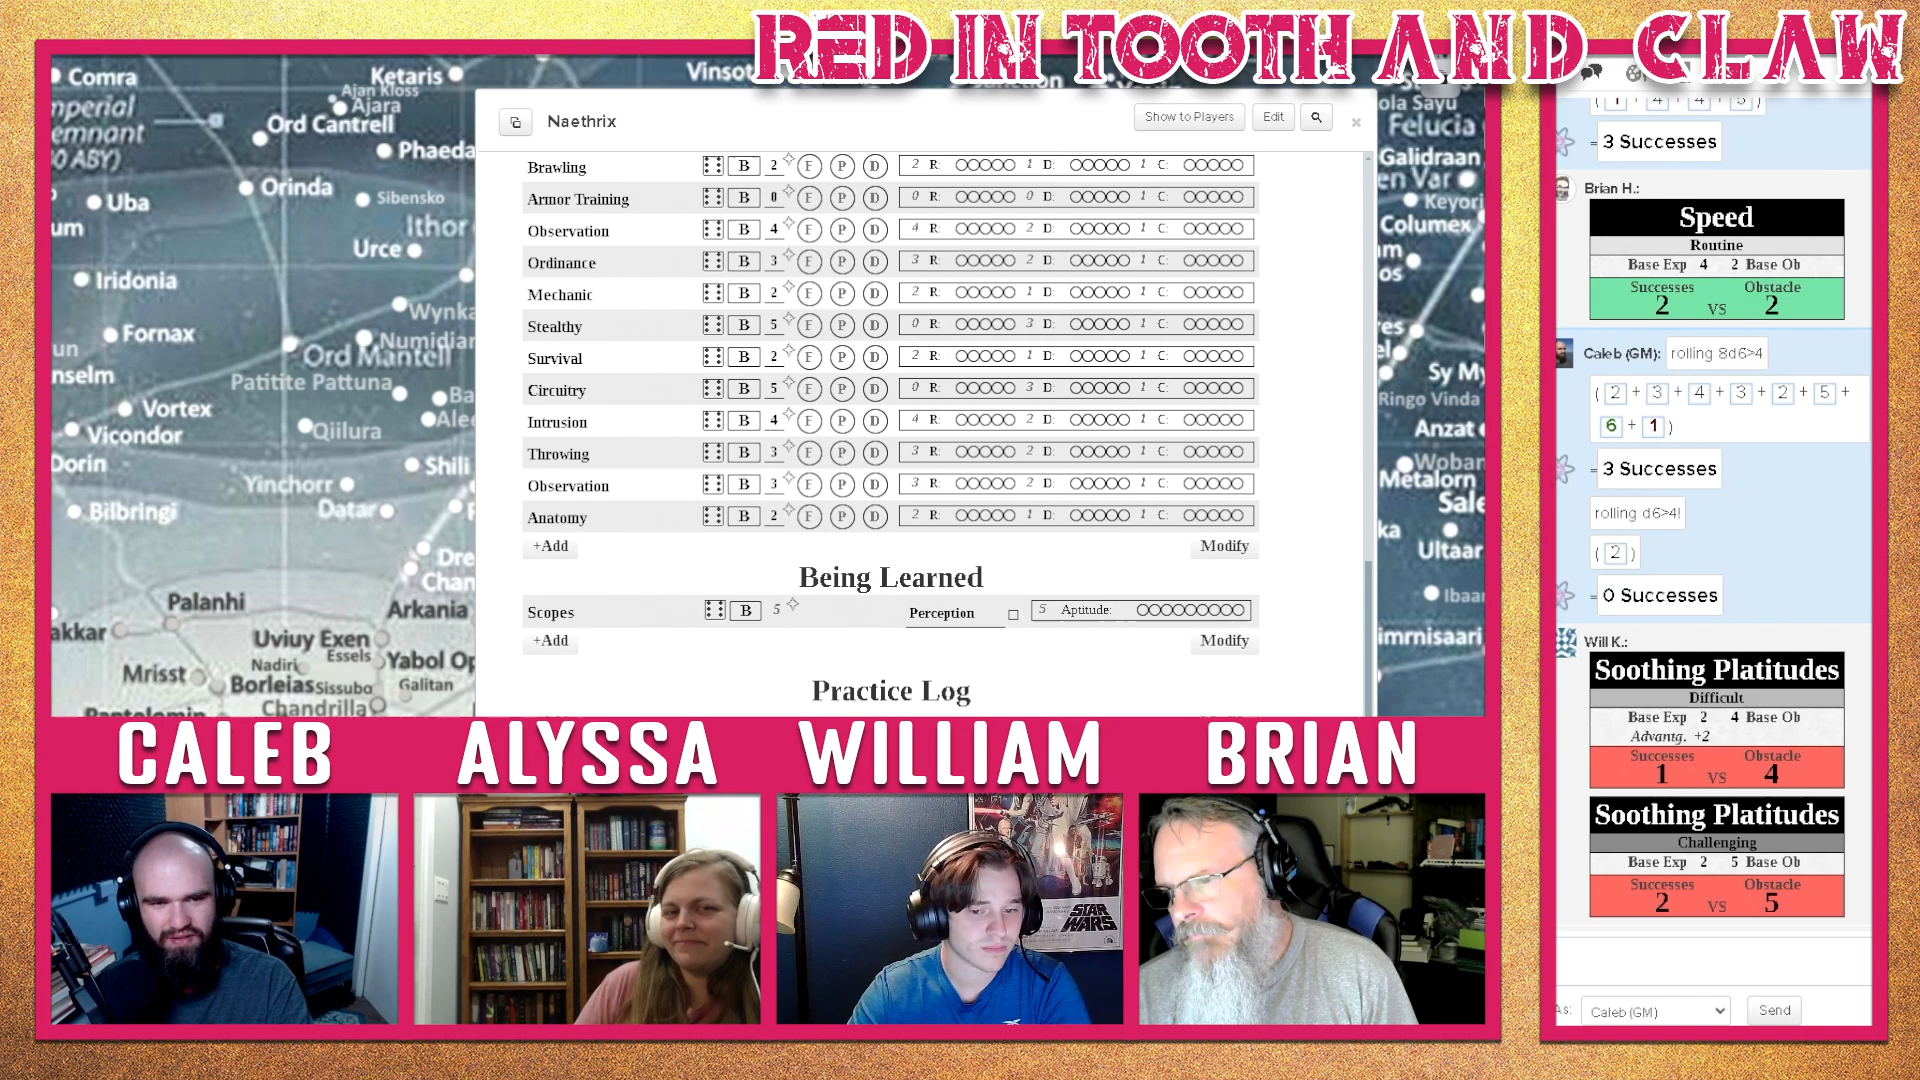 RED IN TOOTH AND CLAW
Comra
Ketaris
Ajan Kloss
Ajara
Ord Cantrell
Phaeda
Orinda
Uba
Sibensko
Ithor
Urce
Iridonia
Wynka
Fornax
Numidian
Ord Mantell
Patitite Pattuna
Vortex
Vicondor
Qiilura
Dorin
Shili
Yinchorr
Datar
Bilbringi
Palanhi
Arkania
Uviuy Exen
Nadiri
Essels
Yabol Op
Mrisst
Borleias
Sissubo
Galitan
Chandrilla
Felucia
Galidraan
Columex
Sy My
Ringo Vinda
Anzat
Metalorn
Ultaar
Naethrix
Show to Players
Edit
Brawling B 2 F P D 2 R: 1 D: 1 C:
Armor Training B 0 F P D 0 R: 0 D: 1 C:
Observation B 4 F P D 4 R: 2 D: 1 C:
Ordinance B 3 F P D 3 R: 2 D: 1 C:
Mechanic B 2 F P D 2 R: 1 D: 1 C:
Stealthy B 5 F P D 0 R: 3 D: 1 C:
Survival B 2 F P D 2 R: 1 D: 1 C:
Circuitry B 5 F P D 0 R: 3 D: 1 C:
Intrusion B 4 F P D 4 R: 2 D: 1 C:
Throwing B 3 F P D 3 R: 2 D: 1 C:
Observation B 3 F P D 3 R: 2 D: 1 C:
Anatomy B 2 F P D 2 R: 1 D: 1 C:
+Add Modify
Being Learned
Scopes B 5 Perception 5 Aptitude:
+Add Modify
Practice Log
= 3 Successes
Brian H.:
Speed
Routine
Base Exp 4 2 Base Ob
Successes Obstacle
2 VS 2
Caleb (GM): rolling 8d6>4
( 2 + 3 + 4 + 3 + 2 + 5 +
6 + 1 )
= 3 Successes
rolling d6>4!
( 2 )
= 0 Successes
Will K.:
Soothing Platitudes
Difficult
Base Exp 2 4 Base Ob
Advantg. +2
Successes Obstacle
1 VS 4
Soothing Platitudes
Challenging
Base Exp 2 5 Base Ob
Successes Obstacle
2 VS 5
As: Caleb (GM) Send
CALEB ALYSSA WILLIAM BRIAN
STAR
WARS